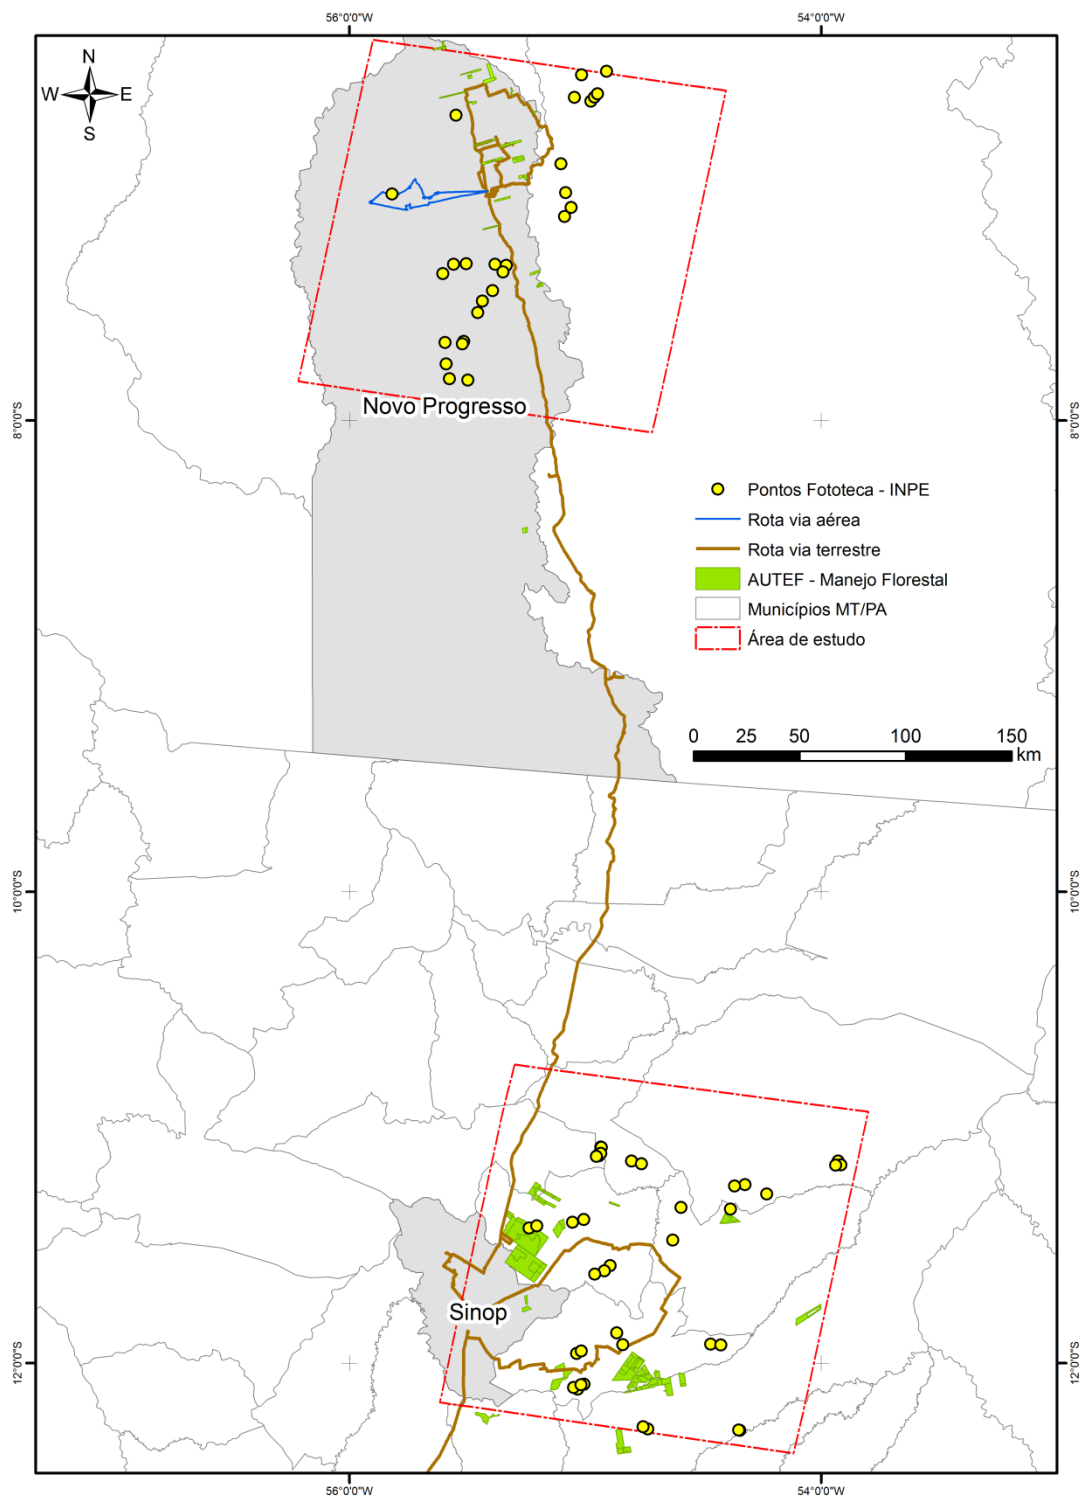 56°0'0"W
54°0'0"W
N
W
E
S
Novo Progresso
8°0'0"S
8°0'0"S
Pontos Fototeca - INPE
Rota via aérea
Rota via terrestre
AUTEF - Manejo Florestal
Municípios MT/PA
Área de estudo
0 25 50 100 150
km
10°0'0"S
10°0'0"S
Sinop
12°0'0"S
12°0'0"S
56°0'0"W
54°0'0"W